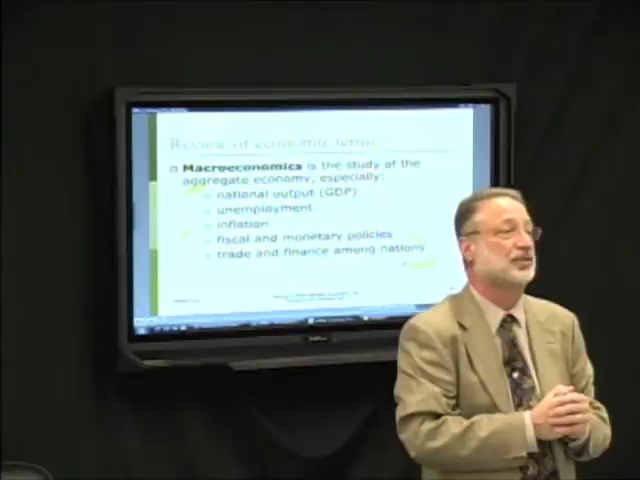 Review of economic terms
Macroeconomics is the study of the
aggregate economy, especially:
national output (GDP)
unemployment
inflation
fiscal and monetary policies
trade and finance among nations